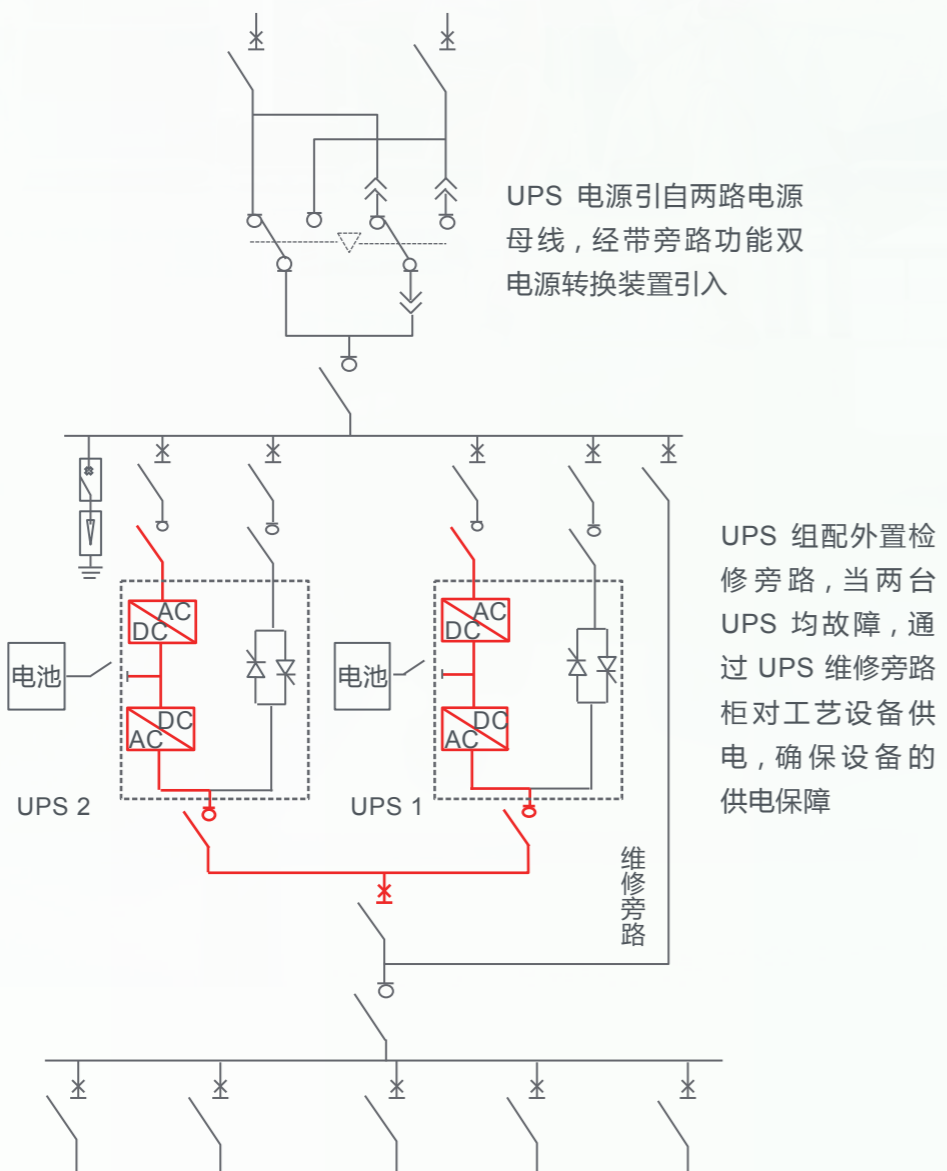 UPS 电源引自两路电源
母线，经带旁路功能双
电源转换装置引入
UPS 组配外置检
修旁路，当两台
UPS 均故障，通
过 UPS 维修旁路
柜对工艺设备供
电，确保设备的
供电保障
AC
DC
AC
DC
电池
电池
DC
AC
DC
AC
UPS 2
UPS 1
维修旁路